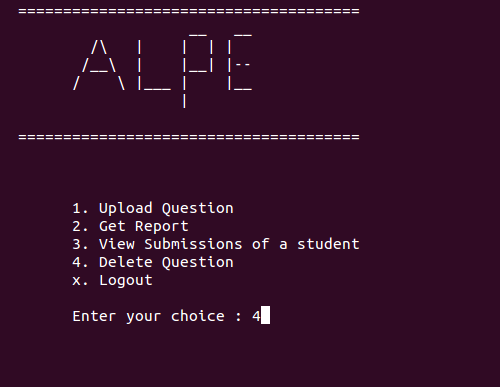 ALPE
1. Upload Question
2. Get Report
3. View Submissions of a student
4. Delete Question
x. Logout
Enter your choice : 4